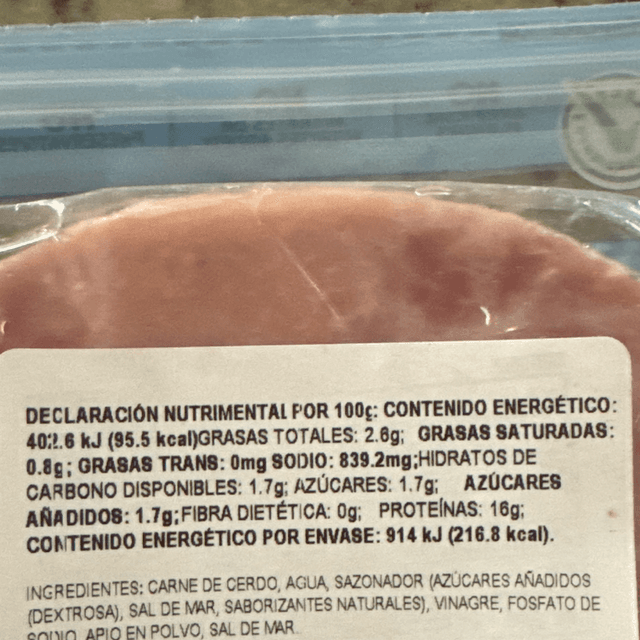 DECLARACIÓN NUTRIMENTAL POR 100g: CONTENIDO ENERGÉTICO:
402.6 kJ (95.5 kcal)GRASAS TOTALES: 2.6g; GRASAS SATURADAS:
0.8g; GRASAS TRANS: 0mg SODIO: 839.2mg;HIDRATOS DE
CARBONO DISPONIBLES: 1.7g; AZÚCARES: 1.7g; AZÚCARES
AÑADIDOS: 1.7g;FIBRA DIETÉTICA: 0g; PROTEÍNAS: 16g;
CONTENIDO ENERGÉTICO POR ENVASE: 914 kJ (216.8 kcal).
INGREDIENTES: CARNE DE CERDO, AGUA, SAZONADOR (AZÚCARES AÑADIDOS
(DEXTROSA), SAL DE MAR, SABORIZANTES NATURALES), VINAGRE, FOSFATO DE
SODIO, APIO EN POLVO, SAL DE MAR.